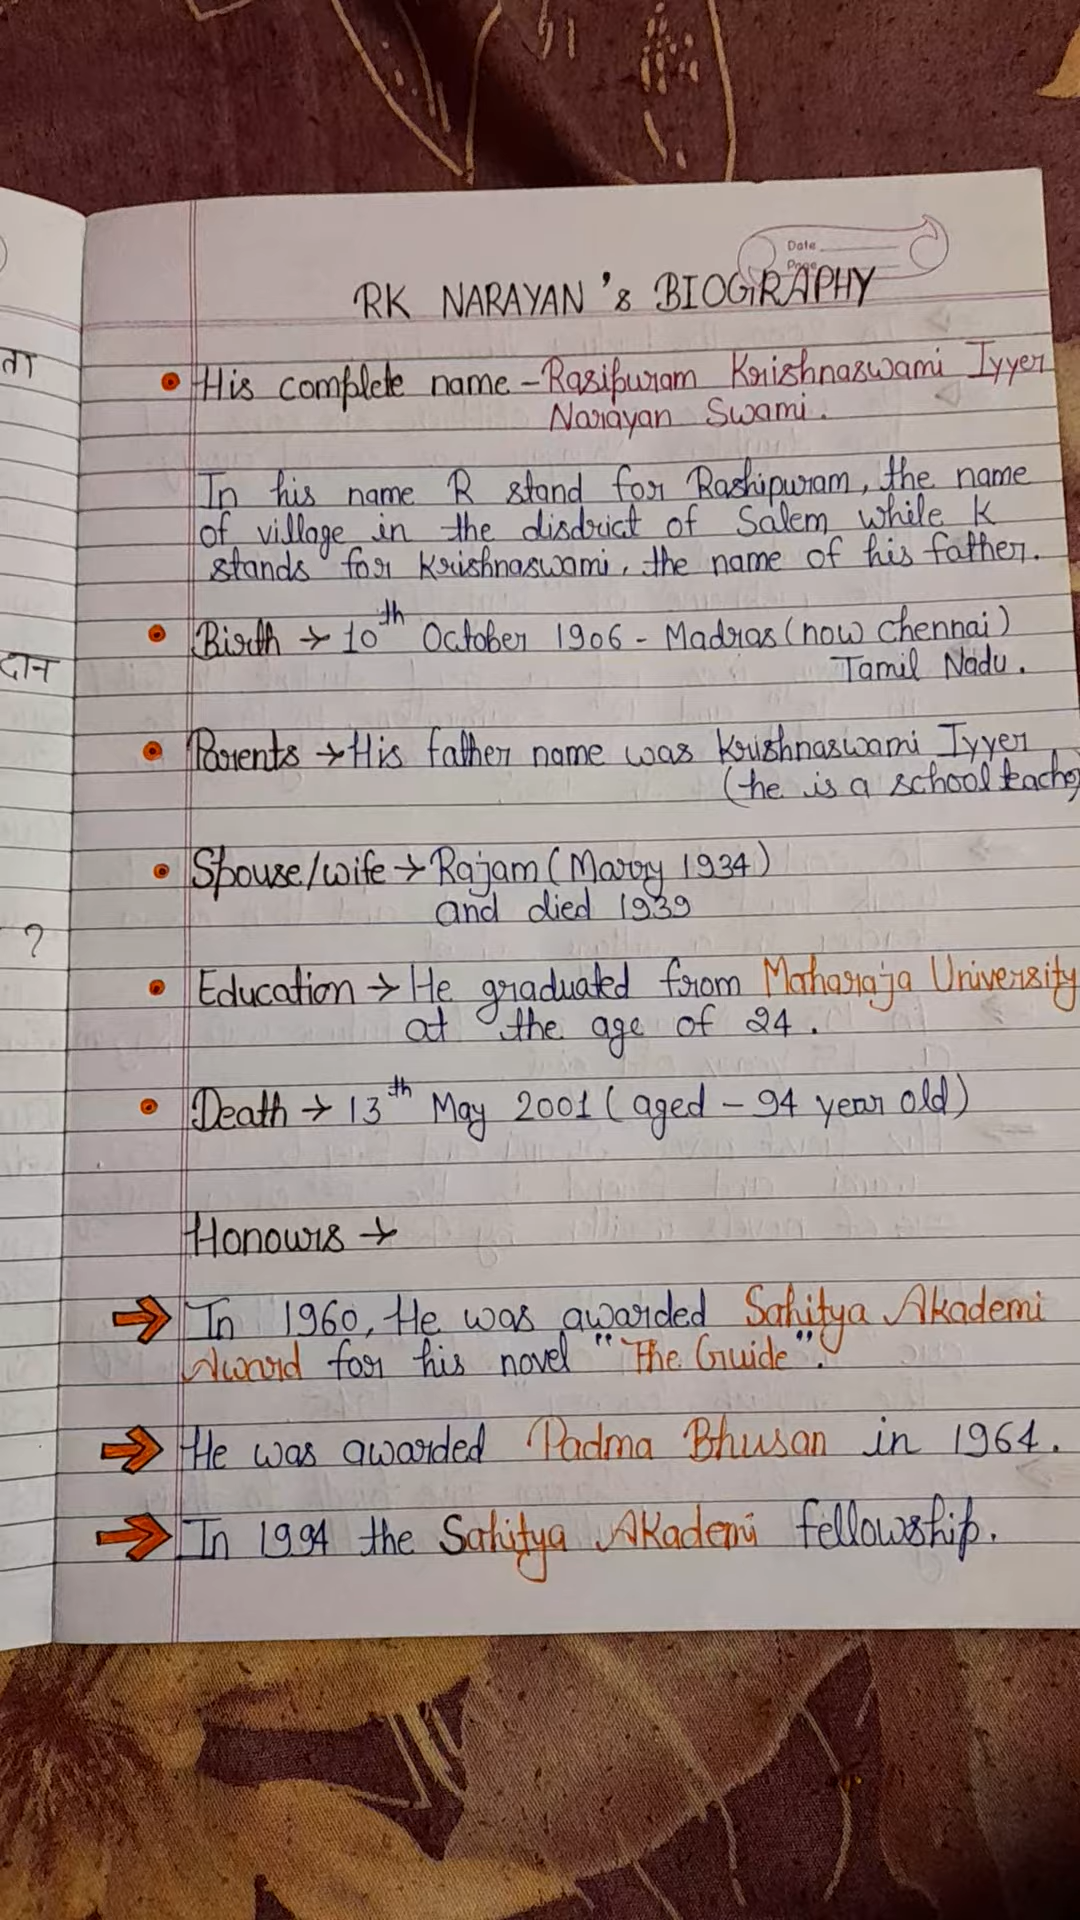 Date
Page
RK NARAYAN's BIOGRAPHY
ता
• His complete name - Rasipuram Krishnaswami Iyyer
Narayan Swami.
In his name R stand for Rashipuram, the name
of village in the disdrict of Salem while K
stands for Krishnaswami, the name of his father.
• Birth → 10th October 1906 - Madras (now chennai)
Tamil Nadu.
दान
• Parents → His father name was Krishnaswami Iyyer
(he is a school teache
• Spouse/wife → Rajam (Marry 1934)
and died 1939
?
• Education → He graduated from Maharaja University
at the age of 24.
• Death → 13th May 2001 (aged - 94 year old)
Honours →
⇒ In 1960, He was awarded Sahitya Akademi
Award for his novel "The Guide".
⇒ He was awarded Padma Bhusan in 1964.
⇒ In 1994 the Sahitya Akademi fellowship.